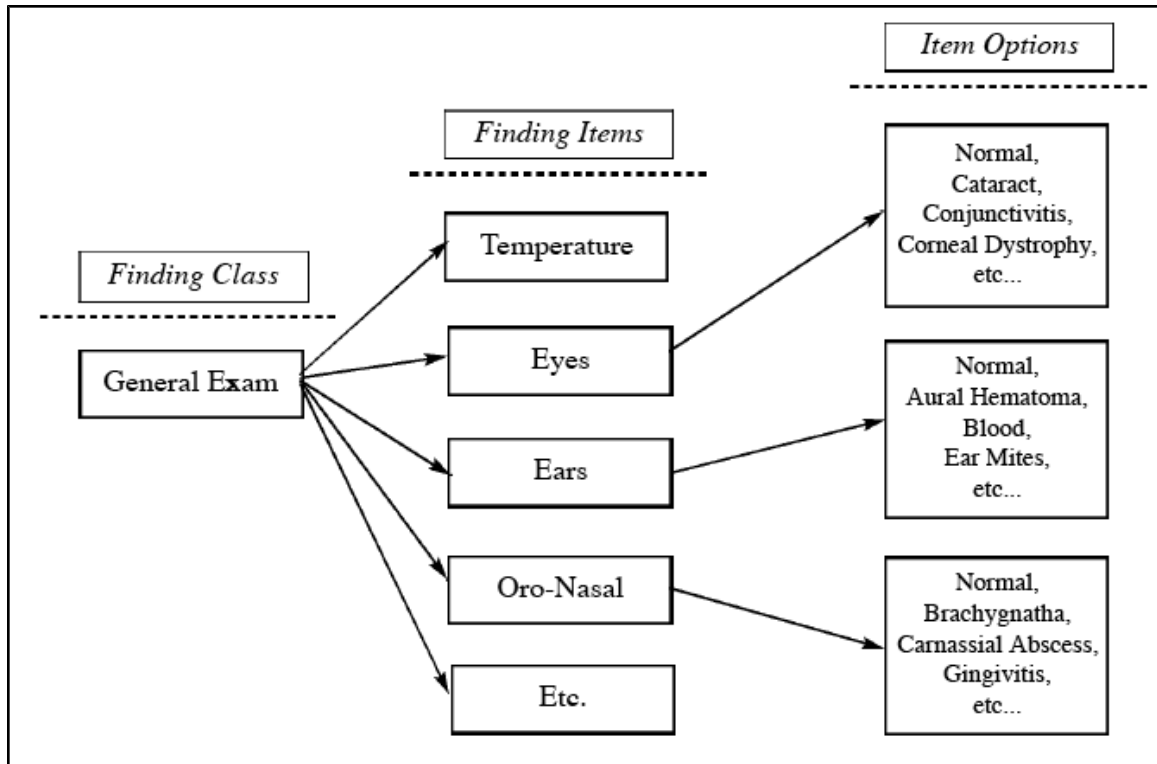 Finding Class
General Exam
Finding Items
Temperature
Eyes
Ears
Oro-Nasal
Etc.
Item Options
Normal,
Cataract,
Conjunctivitis,
Corneal Dystrophy,
etc...
Normal,
Aural Hematoma,
Blood,
Ear Mites,
etc...
Normal,
Brachygnatha,
Carnassial Abscess,
Gingivitis,
etc...